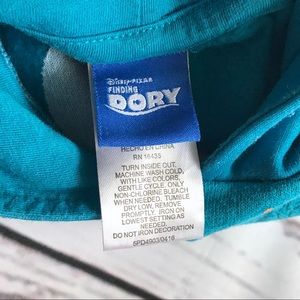 DISNEY·PIXAR
FINDING
DORY
HECHO EN CHINA
RN 16435
TURN INSIDE OUT.
MACHINE WASH COLD,
WITH LIKE COLORS,
GENTLE CYCLE. ONLY
NON-CHLORINE BLEACH
WHEN NEEDED. TUMBLE
DRY LOW, REMOVE
PROMPTLY. IRON ON
LOWEST SETTING AS
NEEDED.
DO NOT IRON DECORATION
6PD4903/0416